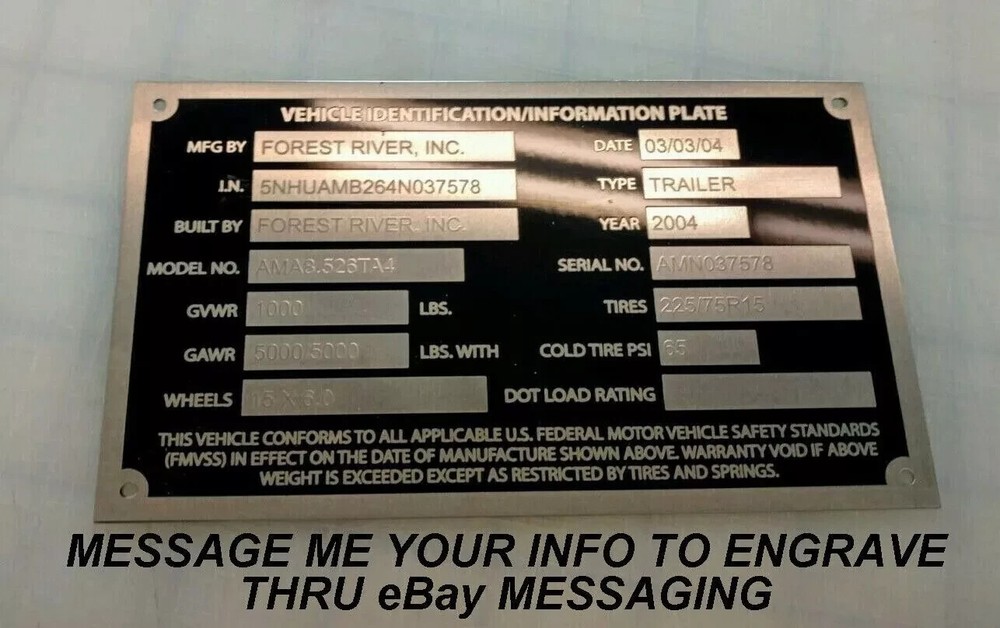 VEHICLE IDENTIFICATION/INFORMATION PLATE
MFG BY FOREST RIVER, INC. DATE 03/03/04
I.N. 5NHUAMB264N037578 TYPE TRAILER
BUILT BY FOREST RIVER, INC. YEAR 2004
MODEL NO. AMA8.526TA4 SERIAL NO. AMN037578
GVWR 1000 LBS. TIRES 225/75R15
GAWR 5000/5000 LBS. WITH COLD TIRE PSI 65
WHEELS 15 X 6.0 DOT LOAD RATING
THIS VEHICLE CONFORMS TO ALL APPLICABLE U.S. FEDERAL MOTOR VEHICLE SAFETY STANDARDS
(FMVSS) IN EFFECT ON THE DATE OF MANUFACTURE SHOWN ABOVE. WARRANTY VOID IF ABOVE
WEIGHT IS EXCEEDED EXCEPT AS RESTRICTED BY TIRES AND SPRINGS.
MESSAGE ME YOUR INFO TO ENGRAVE
THRU eBay MESSAGING